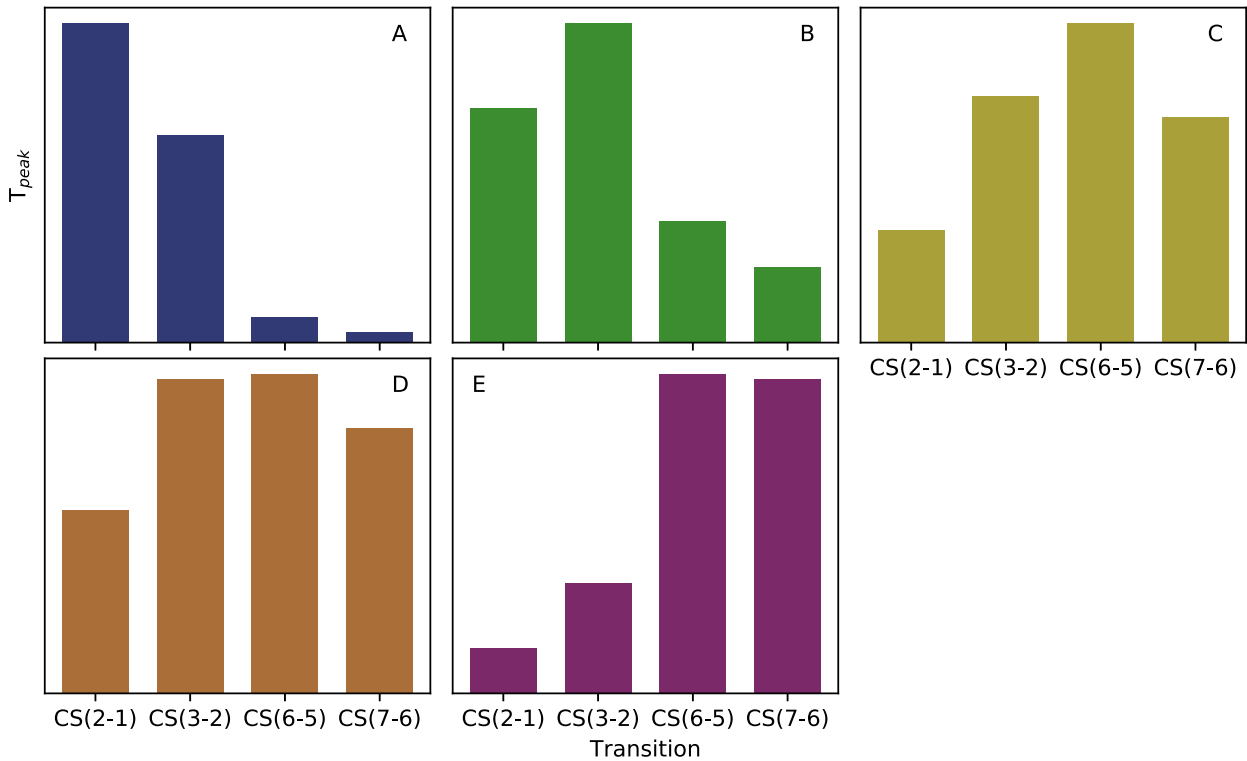 A
B
C
T_peak
CS(2-1) CS(3-2) CS(6-5) CS(7-6)
D
E
CS(2-1) CS(3-2) CS(6-5) CS(7-6)
CS(2-1) CS(3-2) CS(6-5) CS(7-6)
Transition